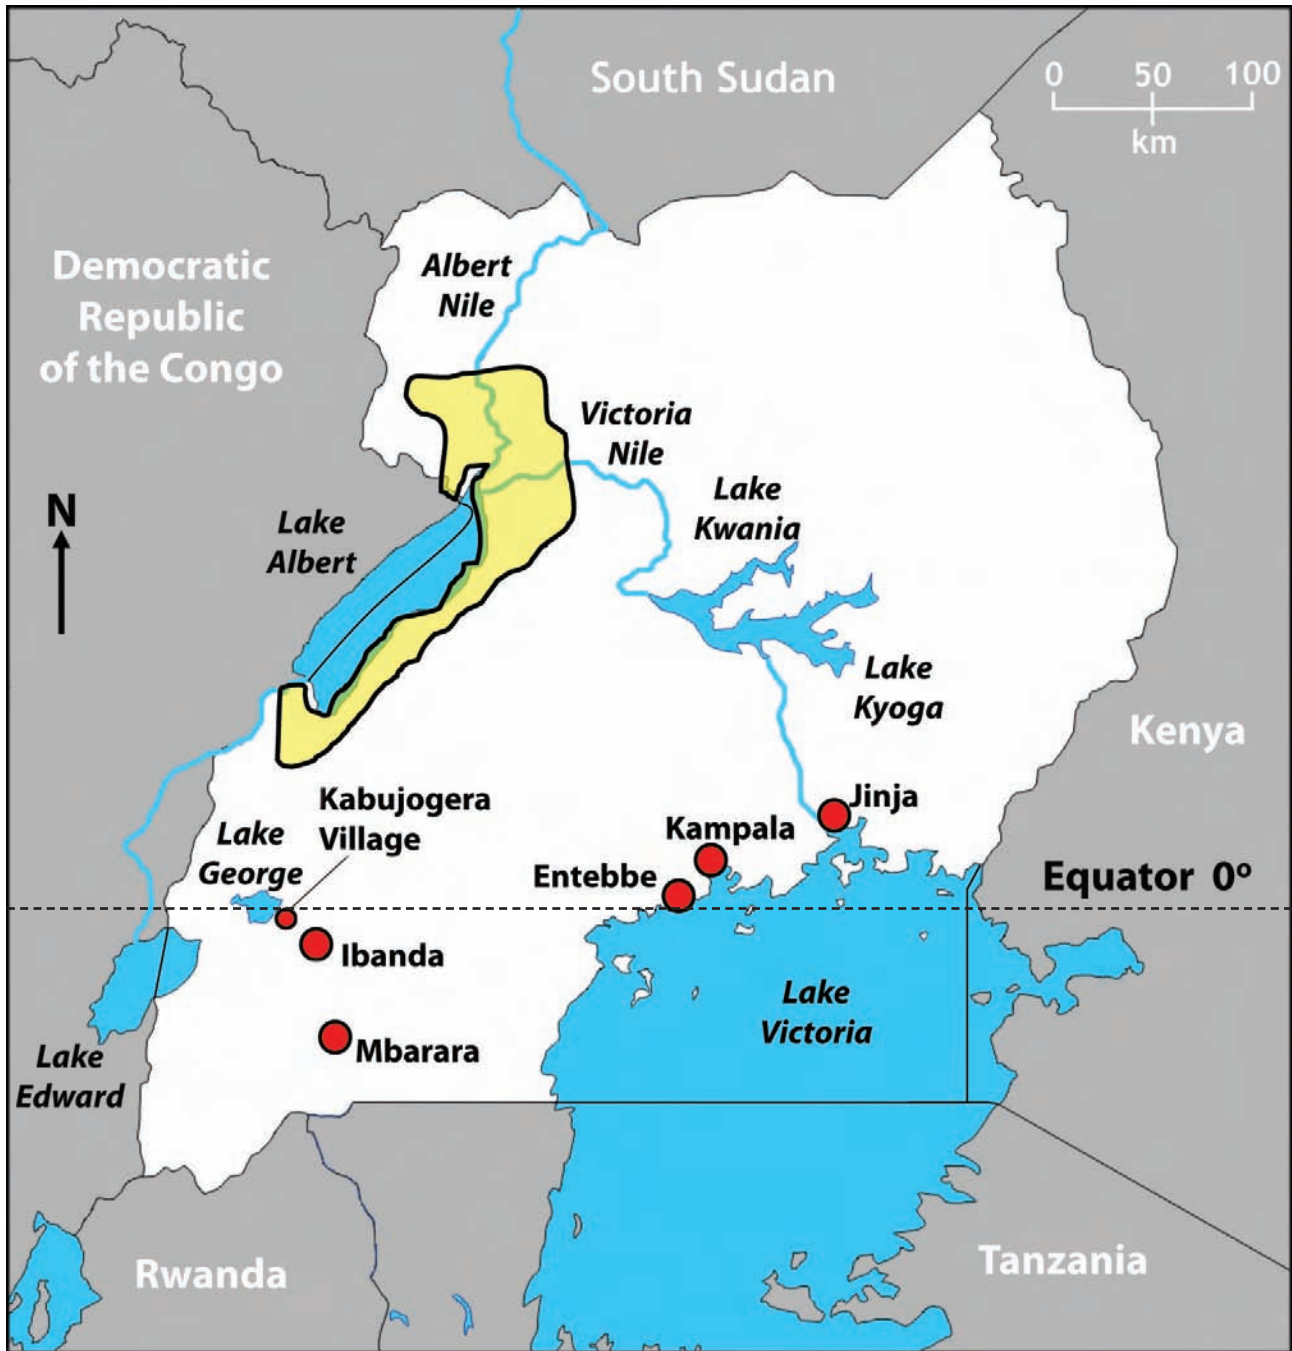 South Sudan
0 50 100
km
Democratic
Republic
of the Congo
Albert
Nile
Victoria
Nile
Lake
Kwania
N
Lake
Albert
Lake
Kyoga
Kenya
Kabujogera
Village
Jinja
Lake
George
Kampala
Entebbe
Equator 0º
Ibanda
Lake
Victoria
Mbarara
Lake
Edward
Rwanda
Tanzania